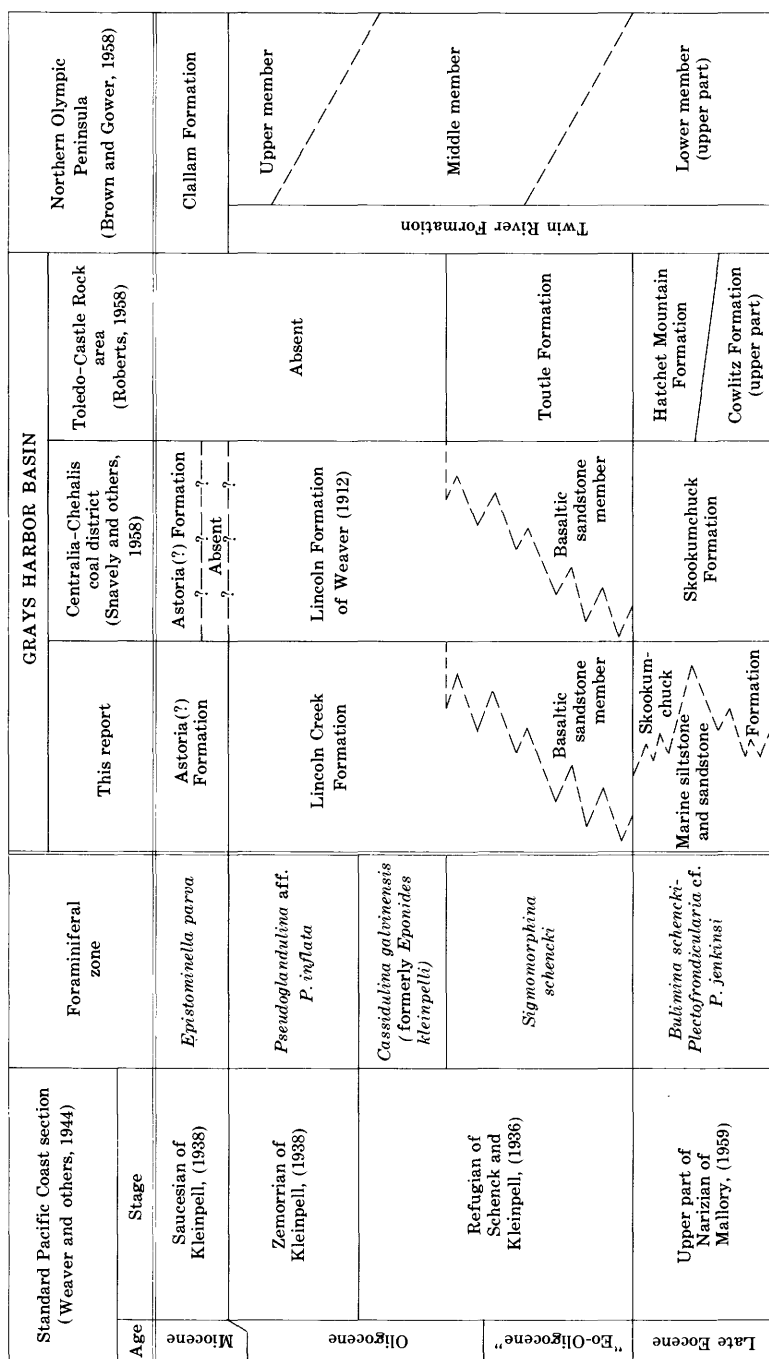 Standard Pacific Coast section
(Weaver and others, 1944)
Age
Stage
Foraminiferal
zone
GRAYS HARBOR BASIN
This report
Centralia-Chehalis
coal district
(Snavely and others,
1958)
Toledo-Castle Rock
area
(Roberts, 1958)
Northern Olympic
Peninsula
(Brown and Gower, 1958)
Miocene
Saucesian of
Kleinpell, (1938)
Epistominella parva
Astoria(?)
Formation
Astoria(?) Formation
? ? ?
Absent
? ? ?
Clallam Formation
Oligocene
Zemorrian of
Kleinpell, (1938)
Pseudoglandulina aff.
P. inflata
Lincoln Creek
Formation
Lincoln Formation
of Weaver (1912)
Absent
Twin River Formation
Upper member
Middle member
Cassidulina galvinensis
(formerly Eponides
kleinpelli)
"Eo-Oligocene"
Refugian of
Schenck and
Kleinpell, (1936)
Sigmomorphina
schencki
Basaltic
sandstone
member
Basaltic
sandstone
member
Toutle Formation
Late Eocene
Upper part of
Narizian of
Mallory, (1959)
Bulimina schencki-
Plectofrondicularia cf.
P. jenkinsi
Skookum-
chuck
Marine siltstone
and sandstone
Formation
Skookumchuck
Formation
Hatchet Mountain
Formation
Cowlitz Formation
(upper part)
Lower member
(upper part)